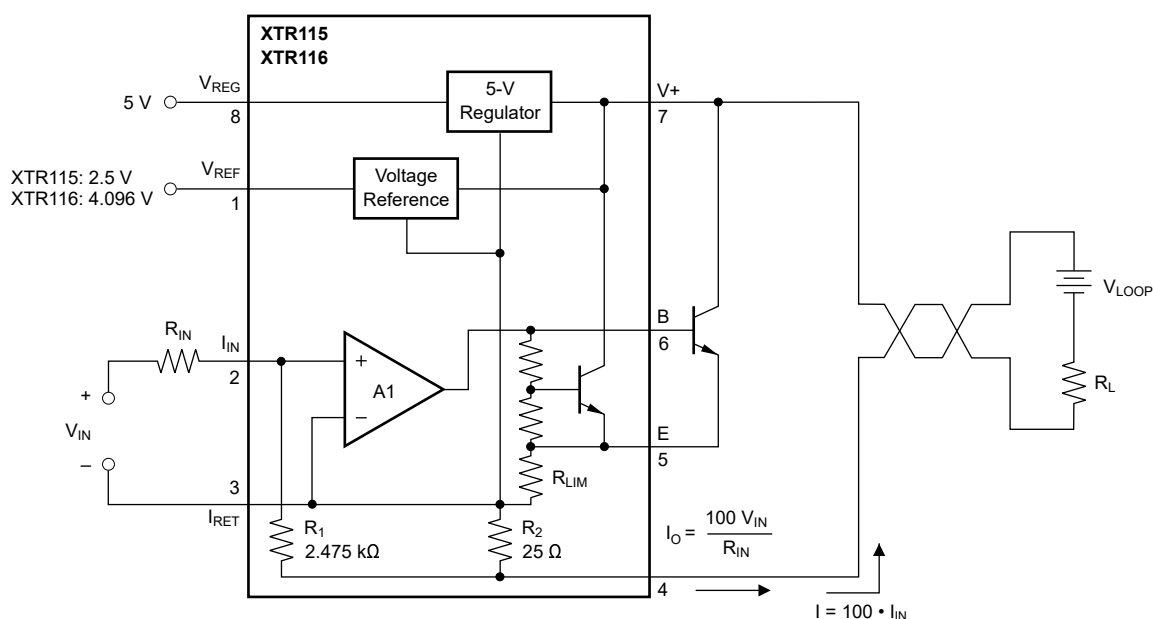 XTR115
XTR116
V_REG
5 V
8
5-V
Regulator
V+
7
V_REF
XTR115: 2.5 V
XTR116: 4.096 V
1
Voltage
Reference
R_IN
I_IN
2
+
V_IN
–
+
A1
–
B
6
E
5
R_LIM
V_LOOP
R_L
3
I_RET
R_1
2.475 kΩ
R_2
25 Ω
I_O = 100 V_IN / R_IN
4
I = 100 • I_IN